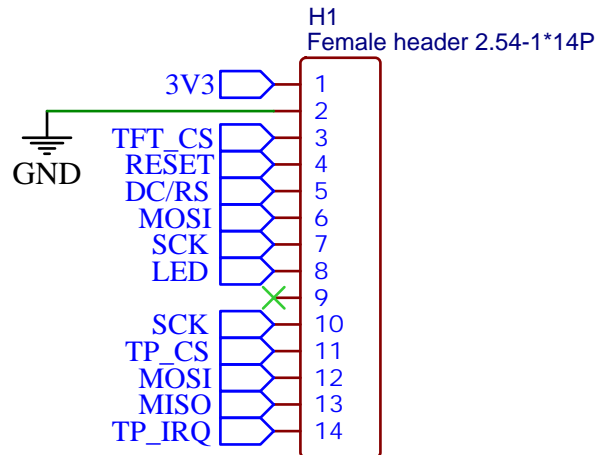 H1
Female header 2.54-1*14P
3V3 1
2
TFT_CS 3
GND
RESET 4
DC/RS 5
MOSI 6
SCK 7
LED 8
9
SCK 10
TP_CS 11
MOSI 12
MISO 13
TP_IRQ 14